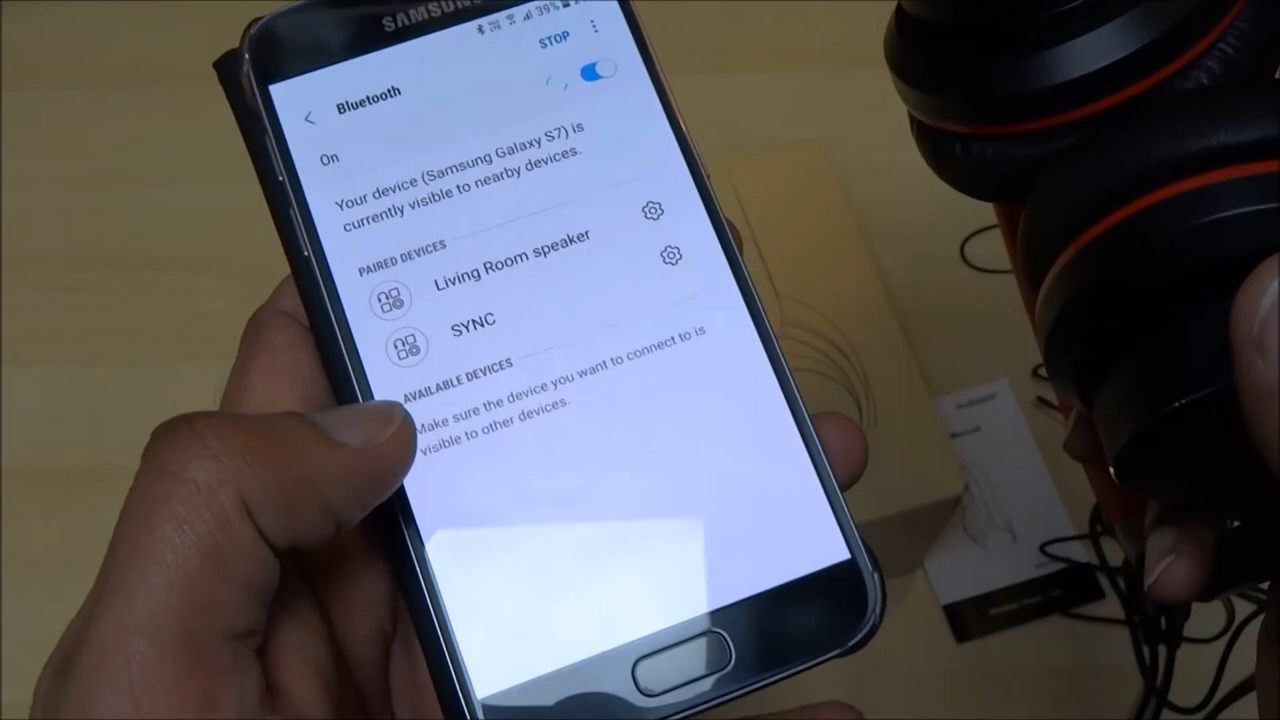 SAMSUNG
39%
STOP
Bluetooth
On
Your device (Samsung Galaxy S7) is
currently visible to nearby devices.
PAIRED DEVICES
Living Room speaker
SYNC
AVAILABLE DEVICES
Make sure the device you want to connect to is
visible to other devices.